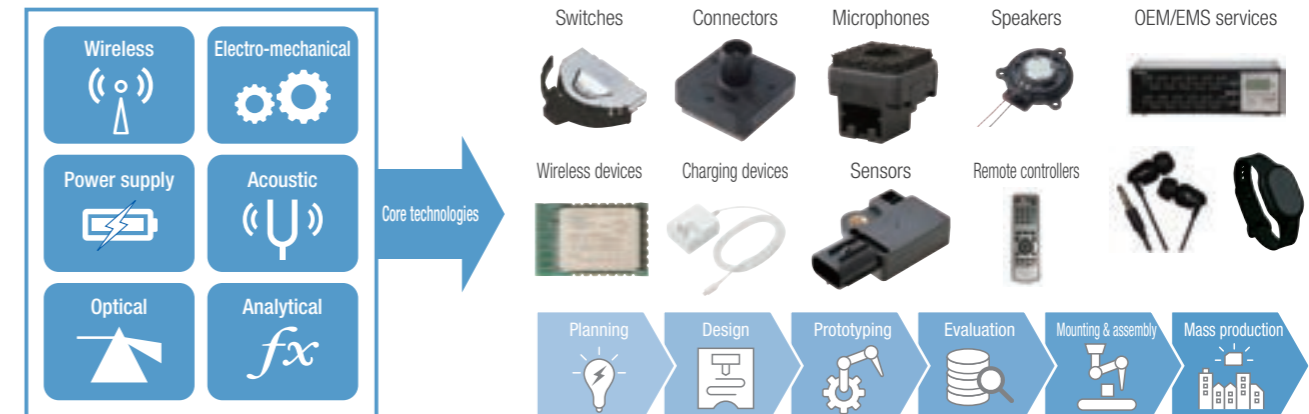 Wireless
Electro-mechanical
Power supply
Acoustic
Optical
Analytical
fx
Core technologies
Switches
Connectors
Microphones
Speakers
OEM/EMS services
Wireless devices
Charging devices
Sensors
Remote controllers
Planning
Design
Prototyping
Evaluation
Mounting & assembly
Mass production